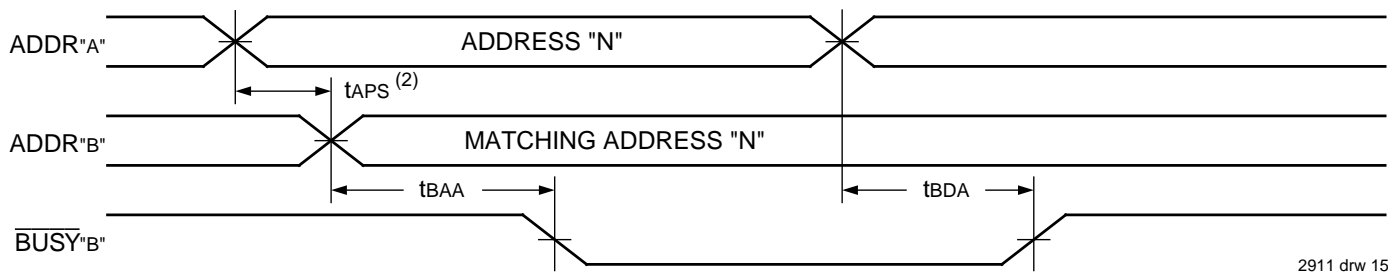 ADDR"A"
ADDRESS "N"
tAPS (2)
ADDR"B"
MATCHING ADDRESS "N"
tBAA
tBDA
BUSY"B"
2911 drw 15